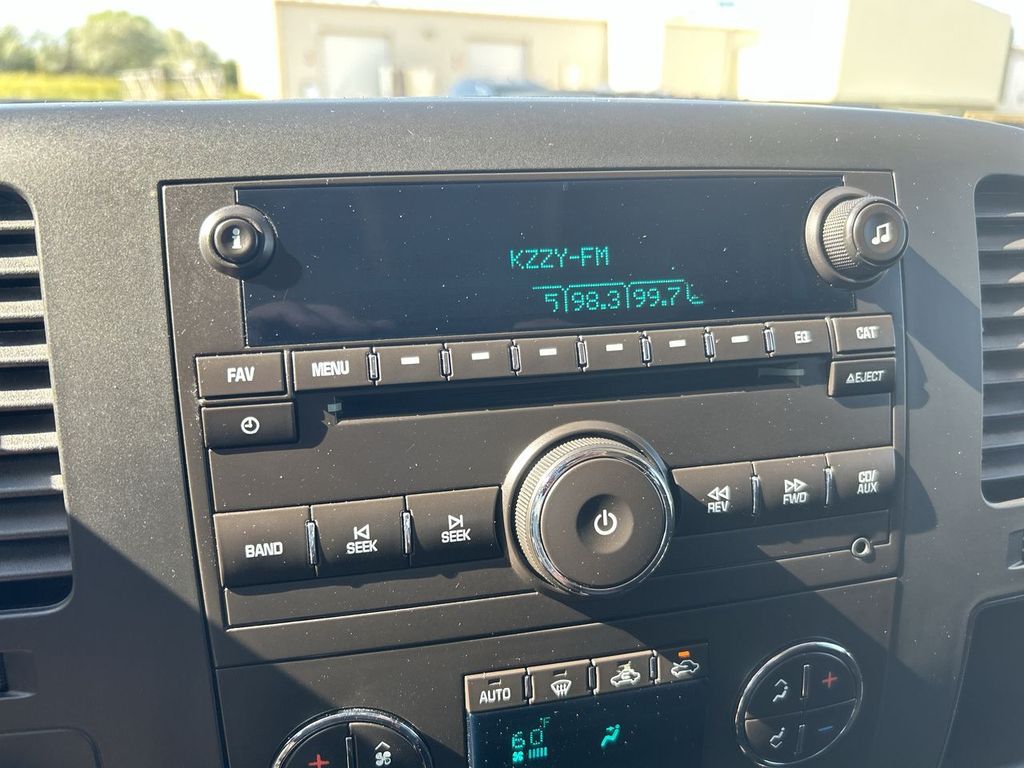 i
KZZY-FM
5 98.3 99.7
FAV MENU EQ CAT
EJECT
BAND SEEK SEEK REV FWD CD/
AUX
AUTO
60 °F